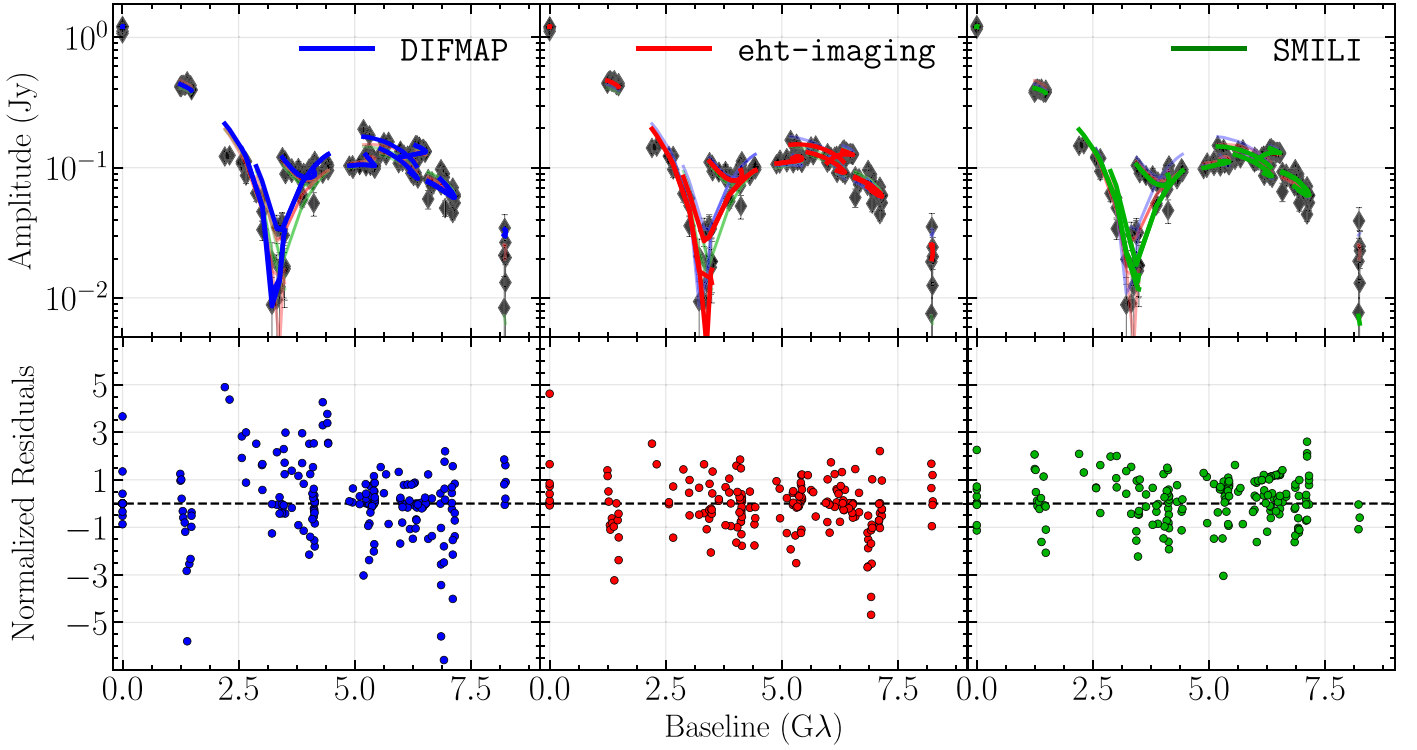 DIFMAP
eht-imaging
SMILI
Amplitude (Jy)
10⁰
10⁻¹
10⁻²
Normalized Residuals
5
3
1
−1
−3
−5
0.0 2.5 5.0 7.5 0.0 2.5 5.0 7.5 0.0 2.5 5.0 7.5
Baseline (Gλ)